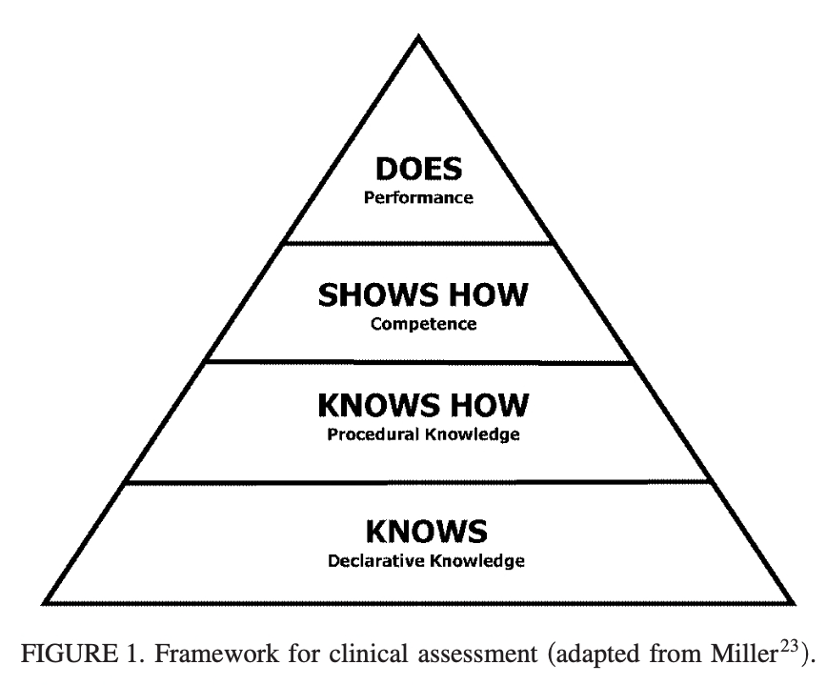 DOES
Performance
SHOWS HOW
Competence
KNOWS HOW
Procedural Knowledge
KNOWS
Declarative Knowledge
FIGURE 1. Framework for clinical assessment (adapted from Miller²³).